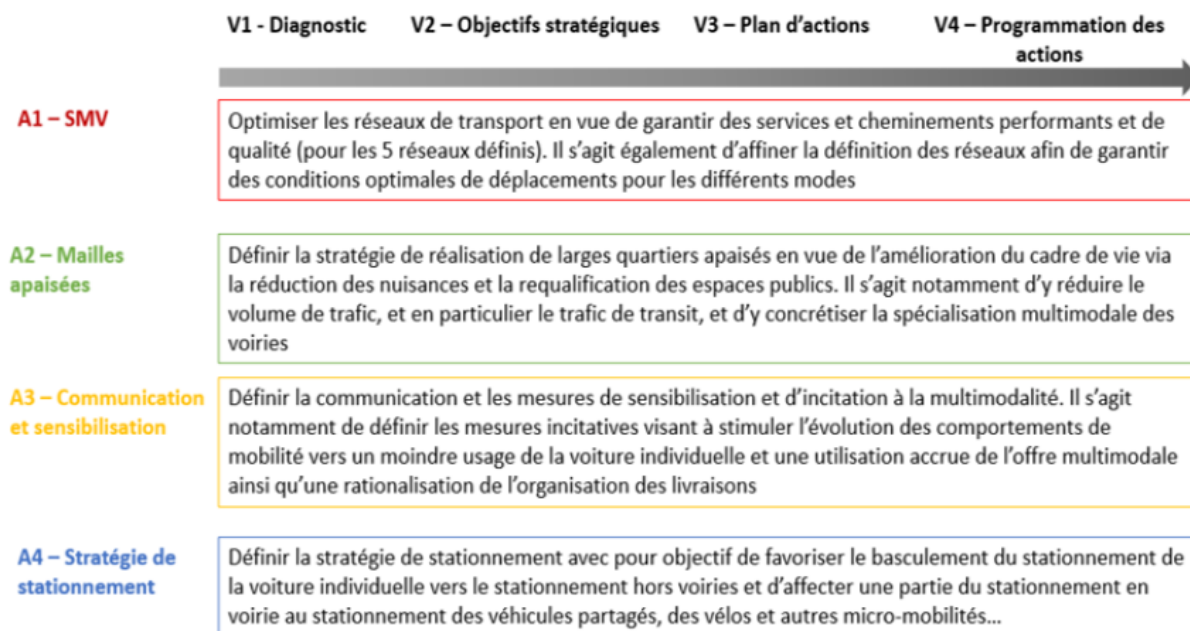 V1 - Diagnostic V2 – Objectifs stratégiques V3 – Plan d’actions V4 – Programmation des
actions
A1 – SMV
Optimiser les réseaux de transport en vue de garantir des services et cheminements performants et de
qualité (pour les 5 réseaux définis). Il s’agit également d’affiner la définition des réseaux afin de garantir
des conditions optimales de déplacements pour les différents modes
A2 – Mailles
apaisées
Définir la stratégie de réalisation de larges quartiers apaisés en vue de l’amélioration du cadre de vie via
la réduction des nuisances et la requalification des espaces publics. Il s’agit notamment d’y réduire le
volume de trafic, et en particulier le trafic de transit, et d’y concrétiser la spécialisation multimodale des
voiries
A3 – Communication
et sensibilisation
Définir la communication et les mesures de sensibilisation et d’incitation à la multimodalité. Il s’agit
notamment de définir les mesures incitatives visant à stimuler l’évolution des comportements de
mobilité vers un moindre usage de la voiture individuelle et une utilisation accrue de l’offre multimodale
ainsi qu’une rationalisation de l’organisation des livraisons
A4 – Stratégie de
stationnement
Définir la stratégie de stationnement avec pour objectif de favoriser le basculement du stationnement de
la voiture individuelle vers le stationnement hors voiries et d’affecter une partie du stationnement en
voirie au stationnement des véhicules partagés, des vélos et autres micro-mobilités…